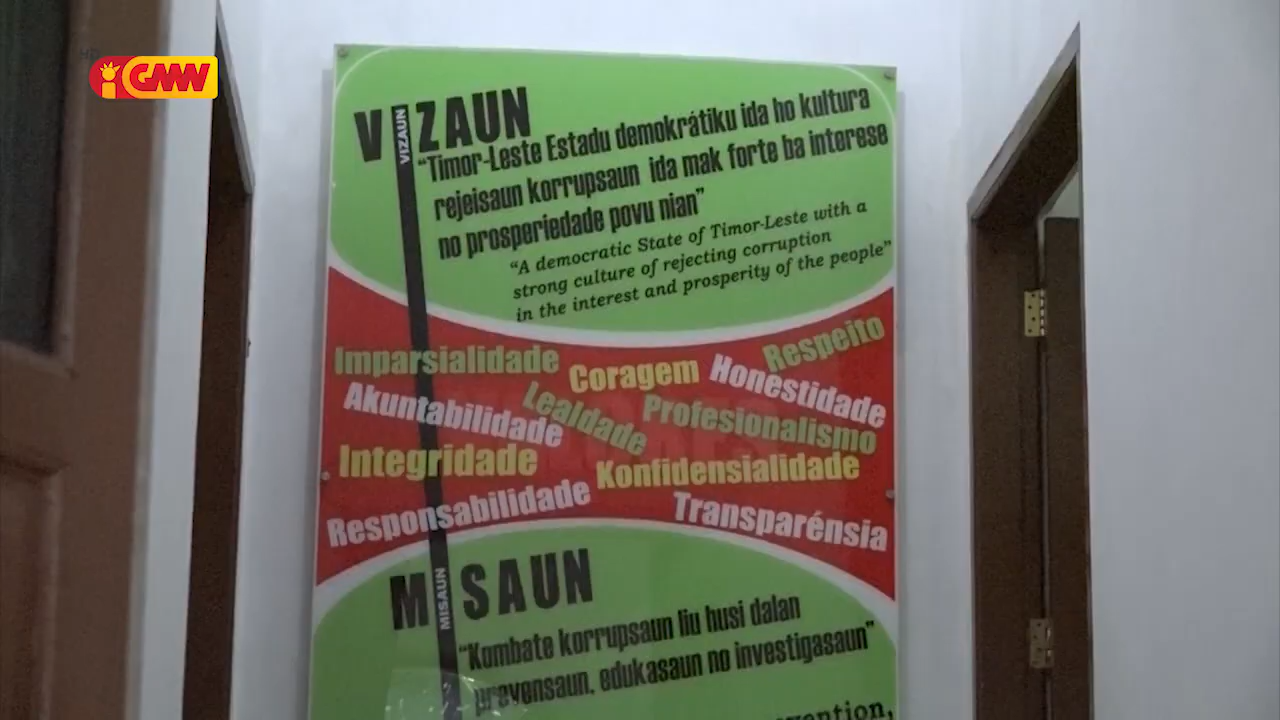 GMW
VIZAUN
VIZAUN
"Timor-Leste Estadu demokrátiku ida ho kultura
rejeisaun korrupsaun ida mak forte ba interese
no prosperiedade povu nian"
"A democratic State of Timor-Leste with a
strong culture of rejecting corruption
in the interest and prosperity of the people"
Imparsialidade
Coragem
Respeito
Honestidade
Akuntabilidade
Lealdade
Profesionalismo
Integridade
Konfidensialidade
Responsabilidade
Transparénsia
MISAUN
MISAUN
"Kombate korrupsaun liu husi dalan
prevensaun, edukasaun no investigasaun"